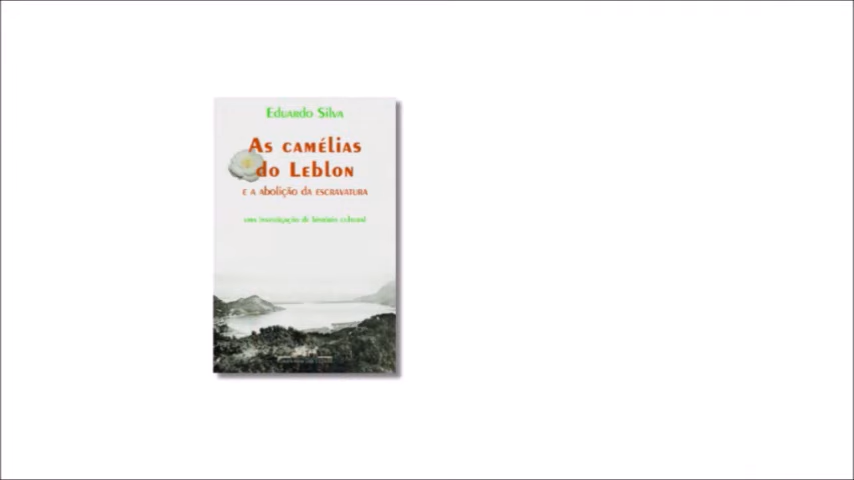 Eduardo Silva
As camélias
do Leblon
e a abolição da escravatura
uma investigação de história cultural